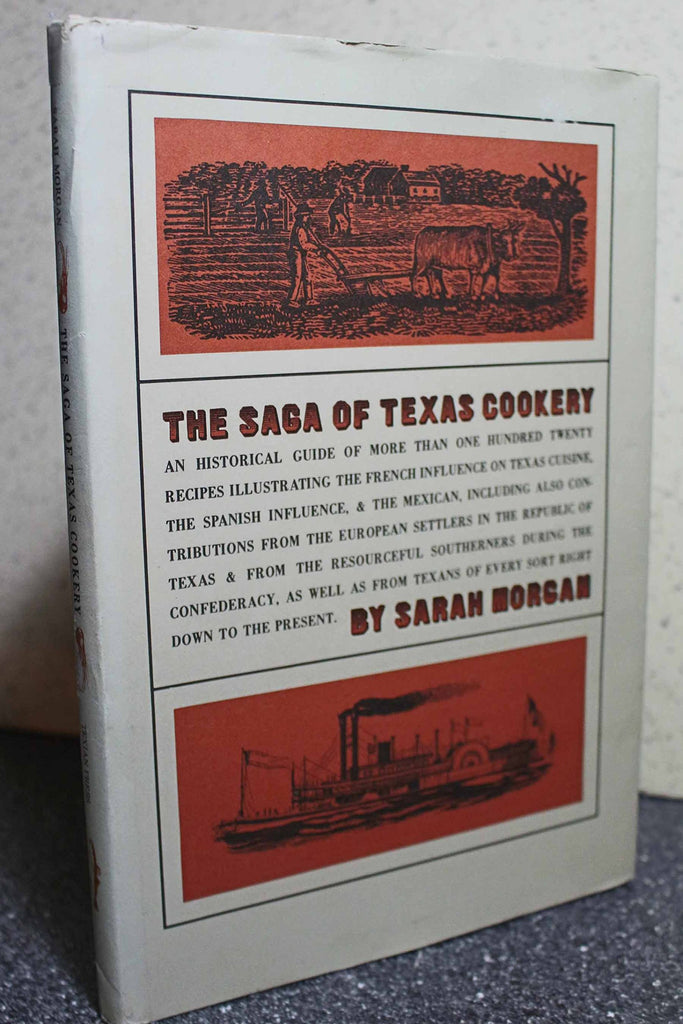 THE SAGA OF TEXAS COOKERY
AN HISTORICAL GUIDE OF MORE THAN ONE HUNDRED TWENTY
RECIPES ILLUSTRATING THE FRENCH INFLUENCE ON TEXAS CUISINE,
THE SPANISH INFLUENCE, & THE MEXICAN, INCLUDING ALSO CON-
TRIBUTIONS FROM THE EUROPEAN SETTLERS IN THE REPUBLIC OF
TEXAS & FROM THE RESOURCEFUL SOUTHERNERS DURING THE
CONFEDERACY, AS WELL AS FROM TEXANS OF EVERY SORT RIGHT
DOWN TO THE PRESENT. BY SARAH MORGAN
SARAH MORGAN
THE SAGA OF TEXAS COOKERY